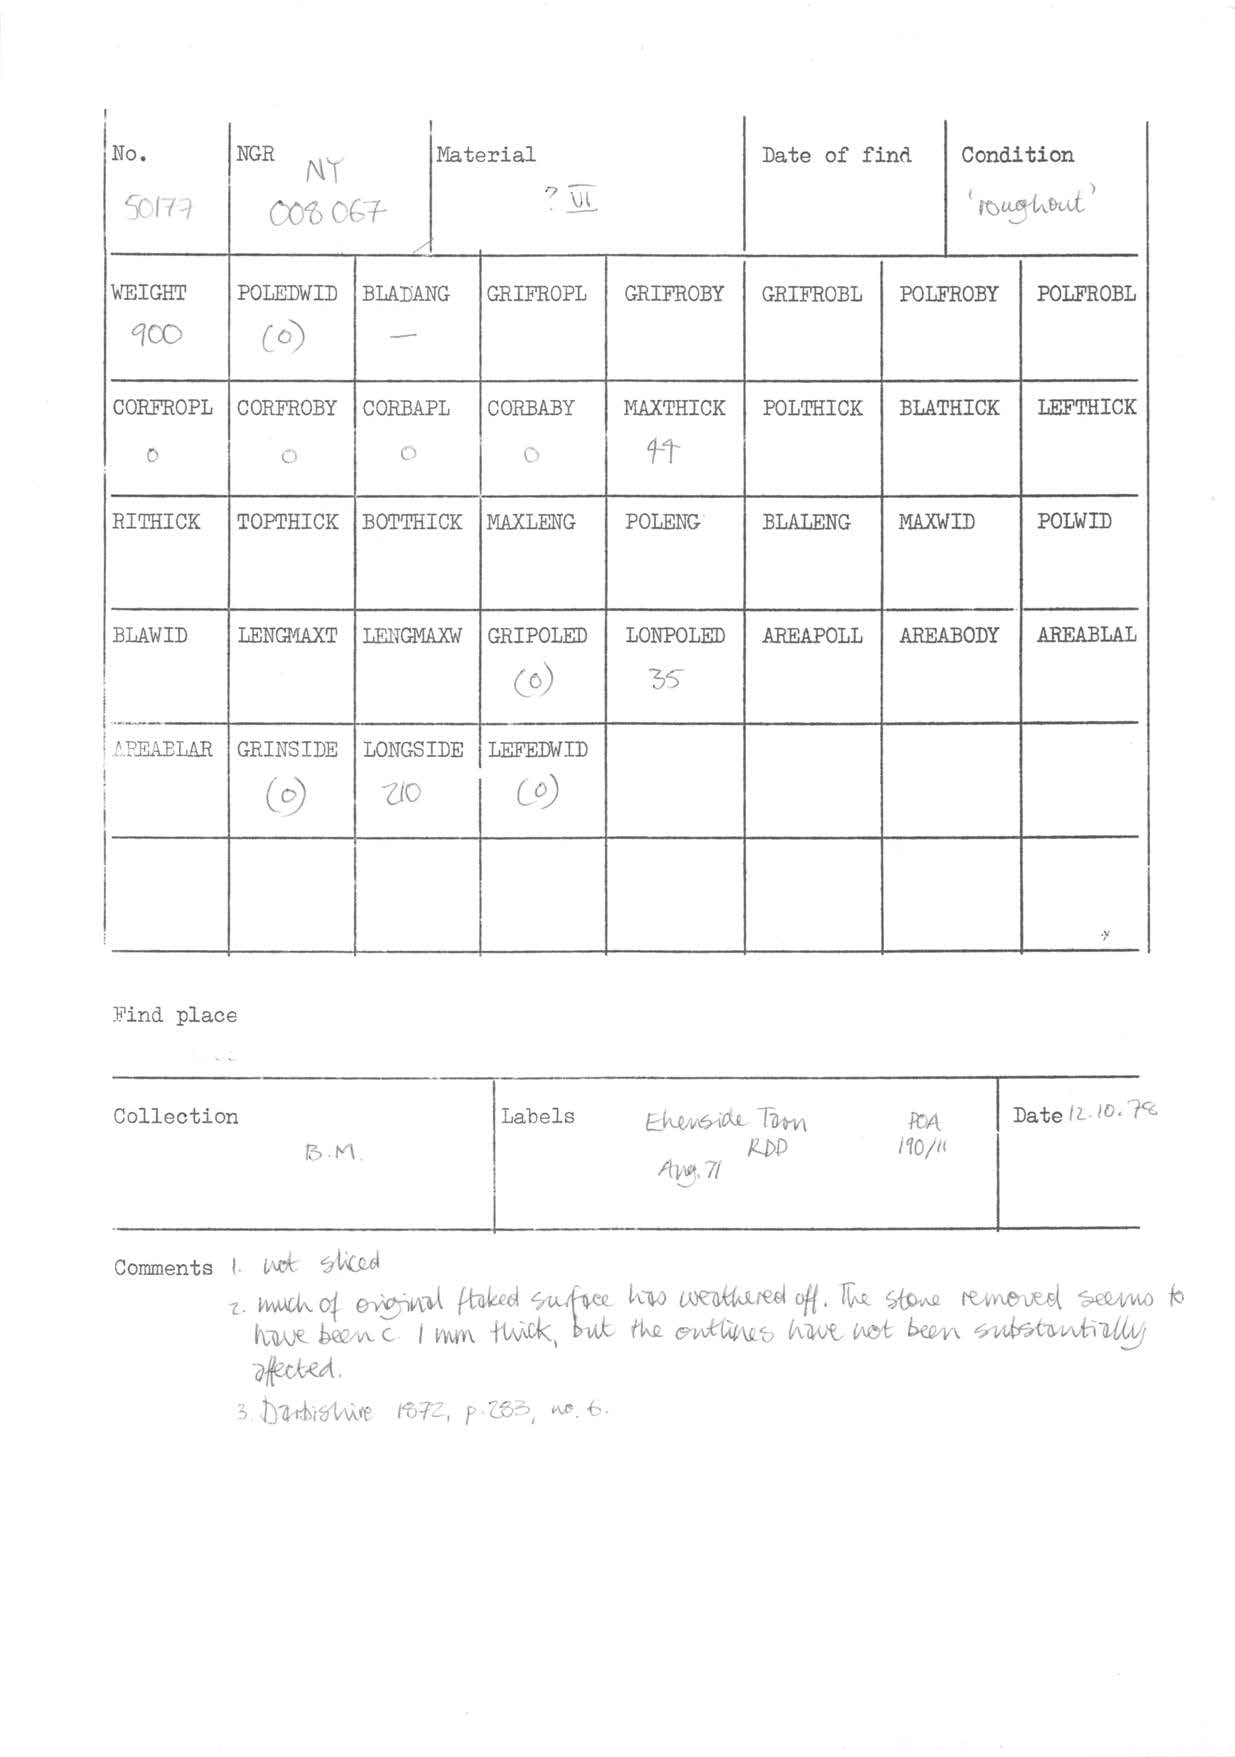 No. NGR Material Date of find Condition
NY
50/77 008 067 ? VI 'roughout'
WEIGHT POLEDWID BLADANG GRIFROPL GRIFROBY GRIFROBL POLFROBY POLFROBL
900 (0) —
CORFROPL CORFROBY CORBAPL CORBABY MAXTHICK POLTHICK BLATHICK LEFTHICK
0 0 0 0 44
RITHICK TOPTHICK BOTTHICK MAXLENG POLENG BLALENG MAXWID POLWID
BLAWID LENGMAXT LENGMAXW GRIPOLED LONPOLED AREAPOLL AREABODY AREABLAL
(0) 35
AREABLAR GRINSIDE LONGSIDE LEFEDWID
(0) 210 (0)
Find place
Collection Labels Ehenside Tarn POA Date 12.10.78
B.M. RDD 190/11
Aug. 71
Comments 1. not sliced
2. much of original flaked surface has weathered off. The stone removed seems to
have been c. 1 mm thick, but the outlines have not been substantially
affected.
3. Darbishire 1872, p.283, no. 6.